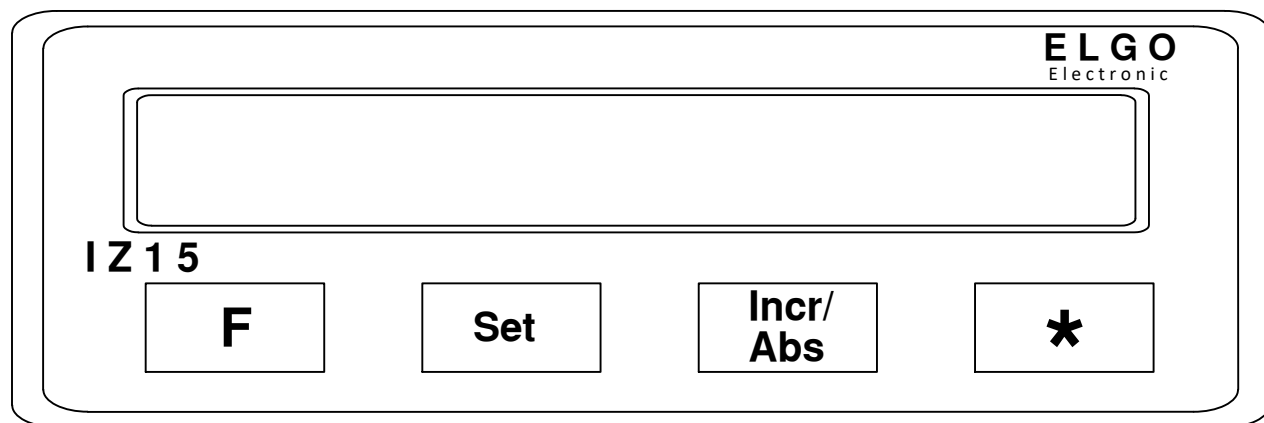 ELGO
Electronic
IZ15
F
Set
Incr/
Abs
*